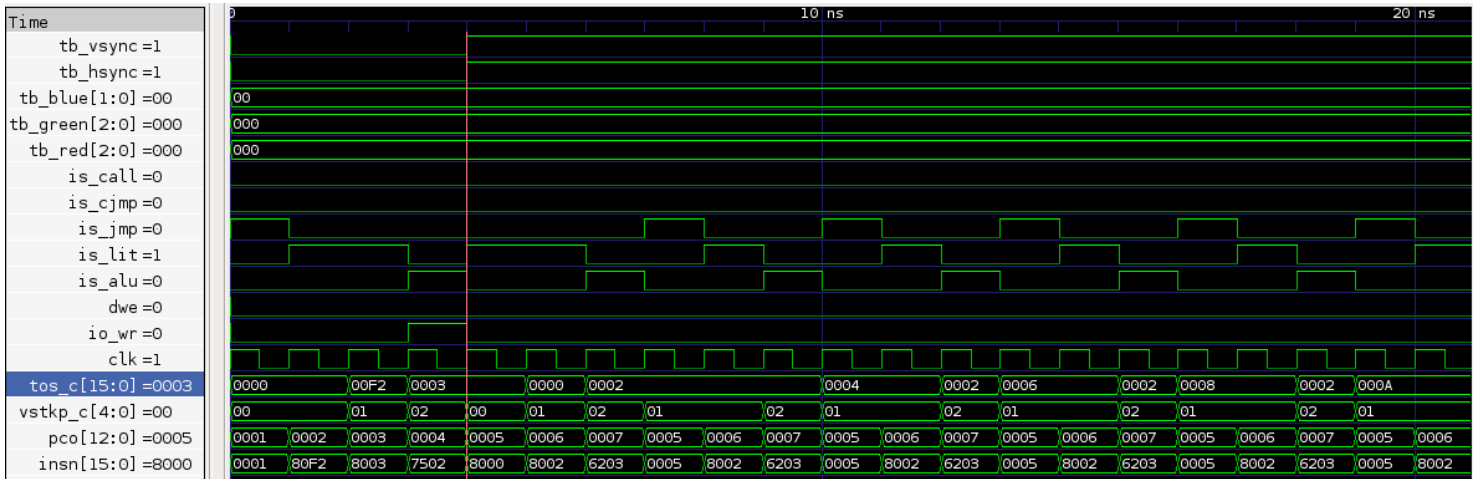 Time 0 10 ns 20 ns
tb_vsync =1
tb_hsync =1
tb_blue[1:0] =00 00
tb_green[2:0] =000 000
tb_red[2:0] =000 000
is_call =0
is_cjmp =0
is_jmp =0
is_lit =1
is_alu =0
dwe =0
io_wr =0
clk =1
tos_c[15:0] =0003 0000 00F2 0003 0000 0002 0004 0002 0006 0002 0008 0002 000A
vstkp_c[4:0] =00 00 01 02 00 01 02 01 02 01 02 01 02 01 02 01
pco[12:0] =0005 0001 0002 0003 0004 0005 0006 0007 0005 0006 0007 0005 0006 0007 0005 0006 0007 0005 0006 0007 0005 0006
insn[15:0] =8000 0001 80F2 8003 7502 8000 8002 6203 0005 8002 6203 0005 8002 6203 0005 8002 6203 0005 8002 6203 0005 8002